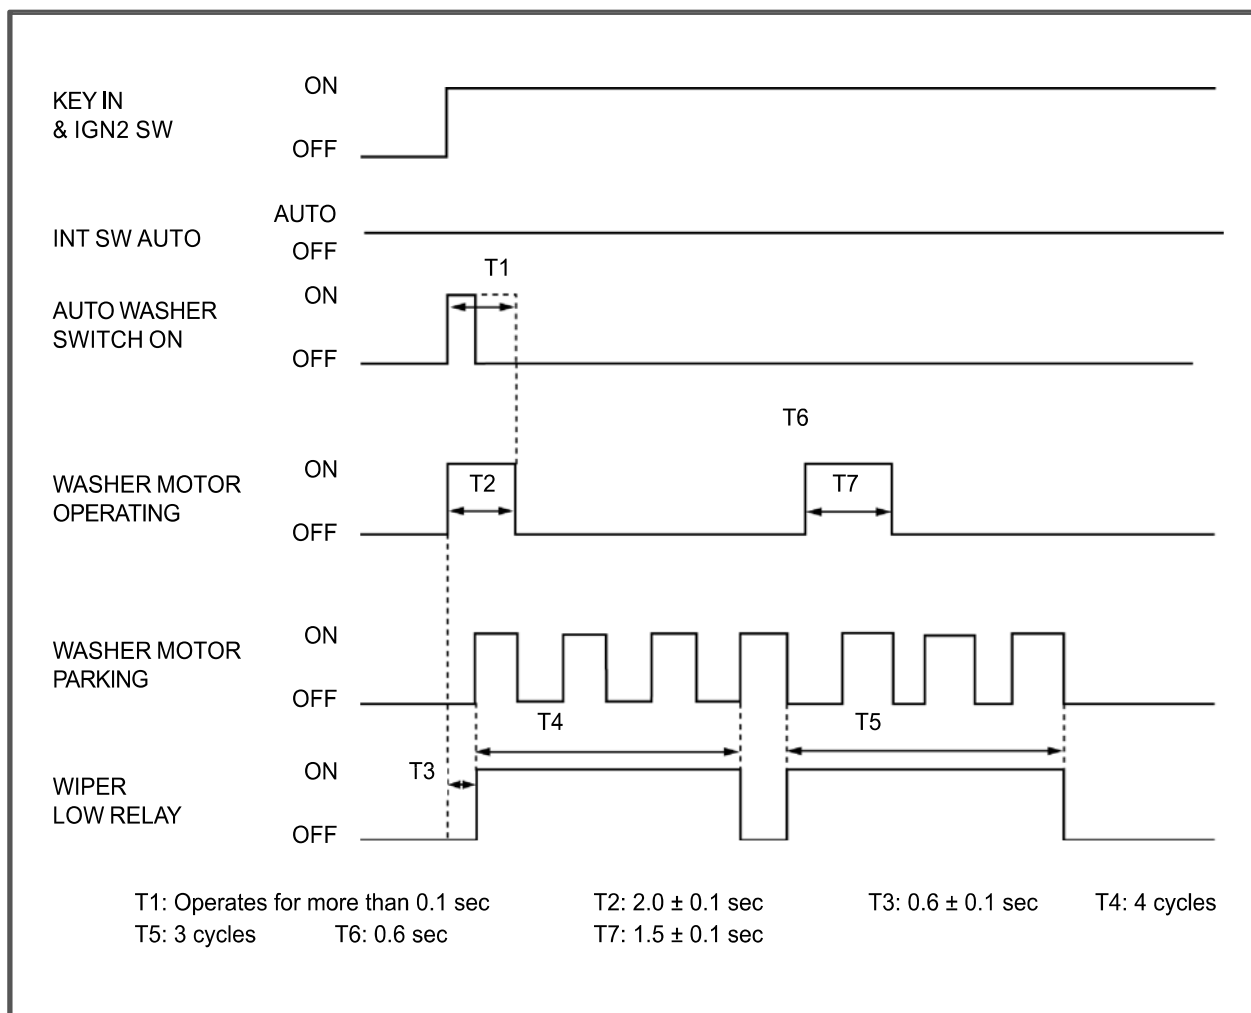 ON
KEY IN
& IGN2 SW
OFF
AUTO
INT SW AUTO
OFF
T1
ON
AUTO WASHER
SWITCH ON
OFF
T6
ON
WASHER MOTOR
OPERATING
T2
T7
OFF
ON
WASHER MOTOR
PARKING
OFF
T4
T5
ON
T3
WIPER
LOW RELAY
OFF
T1: Operates for more than 0.1 sec T2: 2.0 ± 0.1 sec T3: 0.6 ± 0.1 sec T4: 4 cycles
T5: 3 cycles T6: 0.6 sec T7: 1.5 ± 0.1 sec